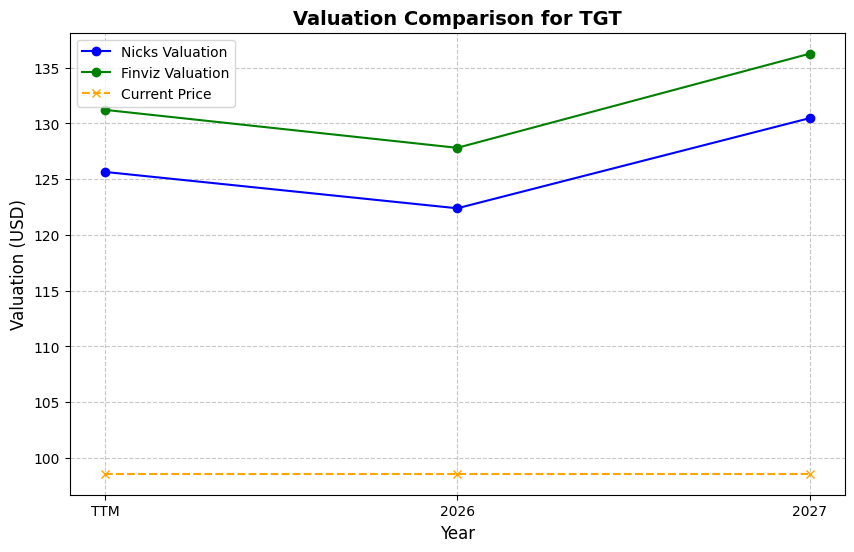 Valuation Comparison for TGT
Nicks Valuation
Finviz Valuation
Current Price
Valuation (USD)
135
130
125
120
115
110
105
100
TTM
2026
2027
Year